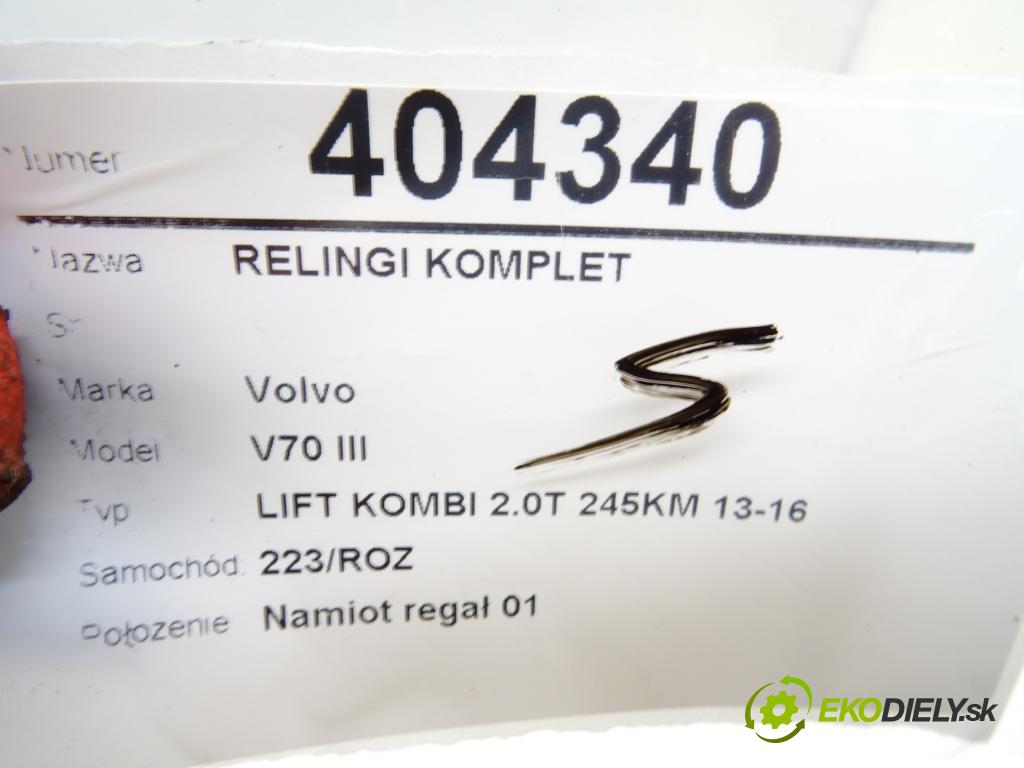 Numer 404340
Nazwa RELINGI KOMPLET
Marka Volvo S
Model V70 III
Typ LIFT KOMBI 2.0T 245KM 13-16
Samochód: 223/ROZ
Położenie Namiot regał 01
EKODIELY.sk